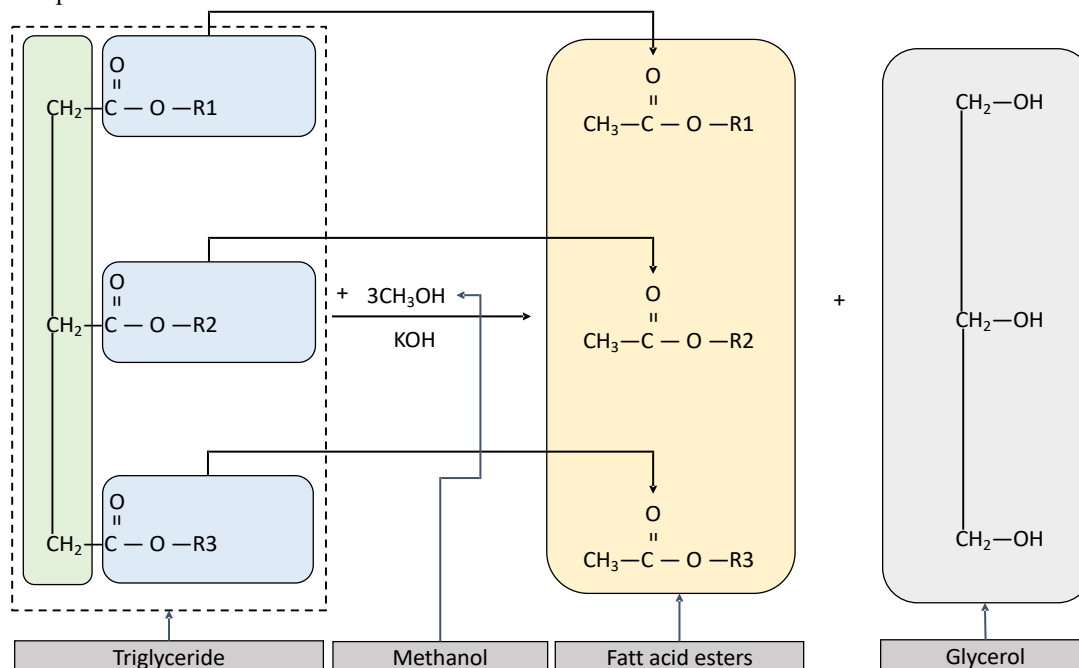 O
||
CH₂—C — O —R1
O
||
CH₃—C — O —R1
CH₂—OH
O
||
CH₂—C — O —R2
+ 3CH₃OH
KOH
O
||
CH₃—C — O —R2
+
CH₂—OH
O
||
CH₂—C — O —R3
O
||
CH₃—C — O —R3
CH₂—OH
Triglyceride
Methanol
Fatt acid esters
Glycerol